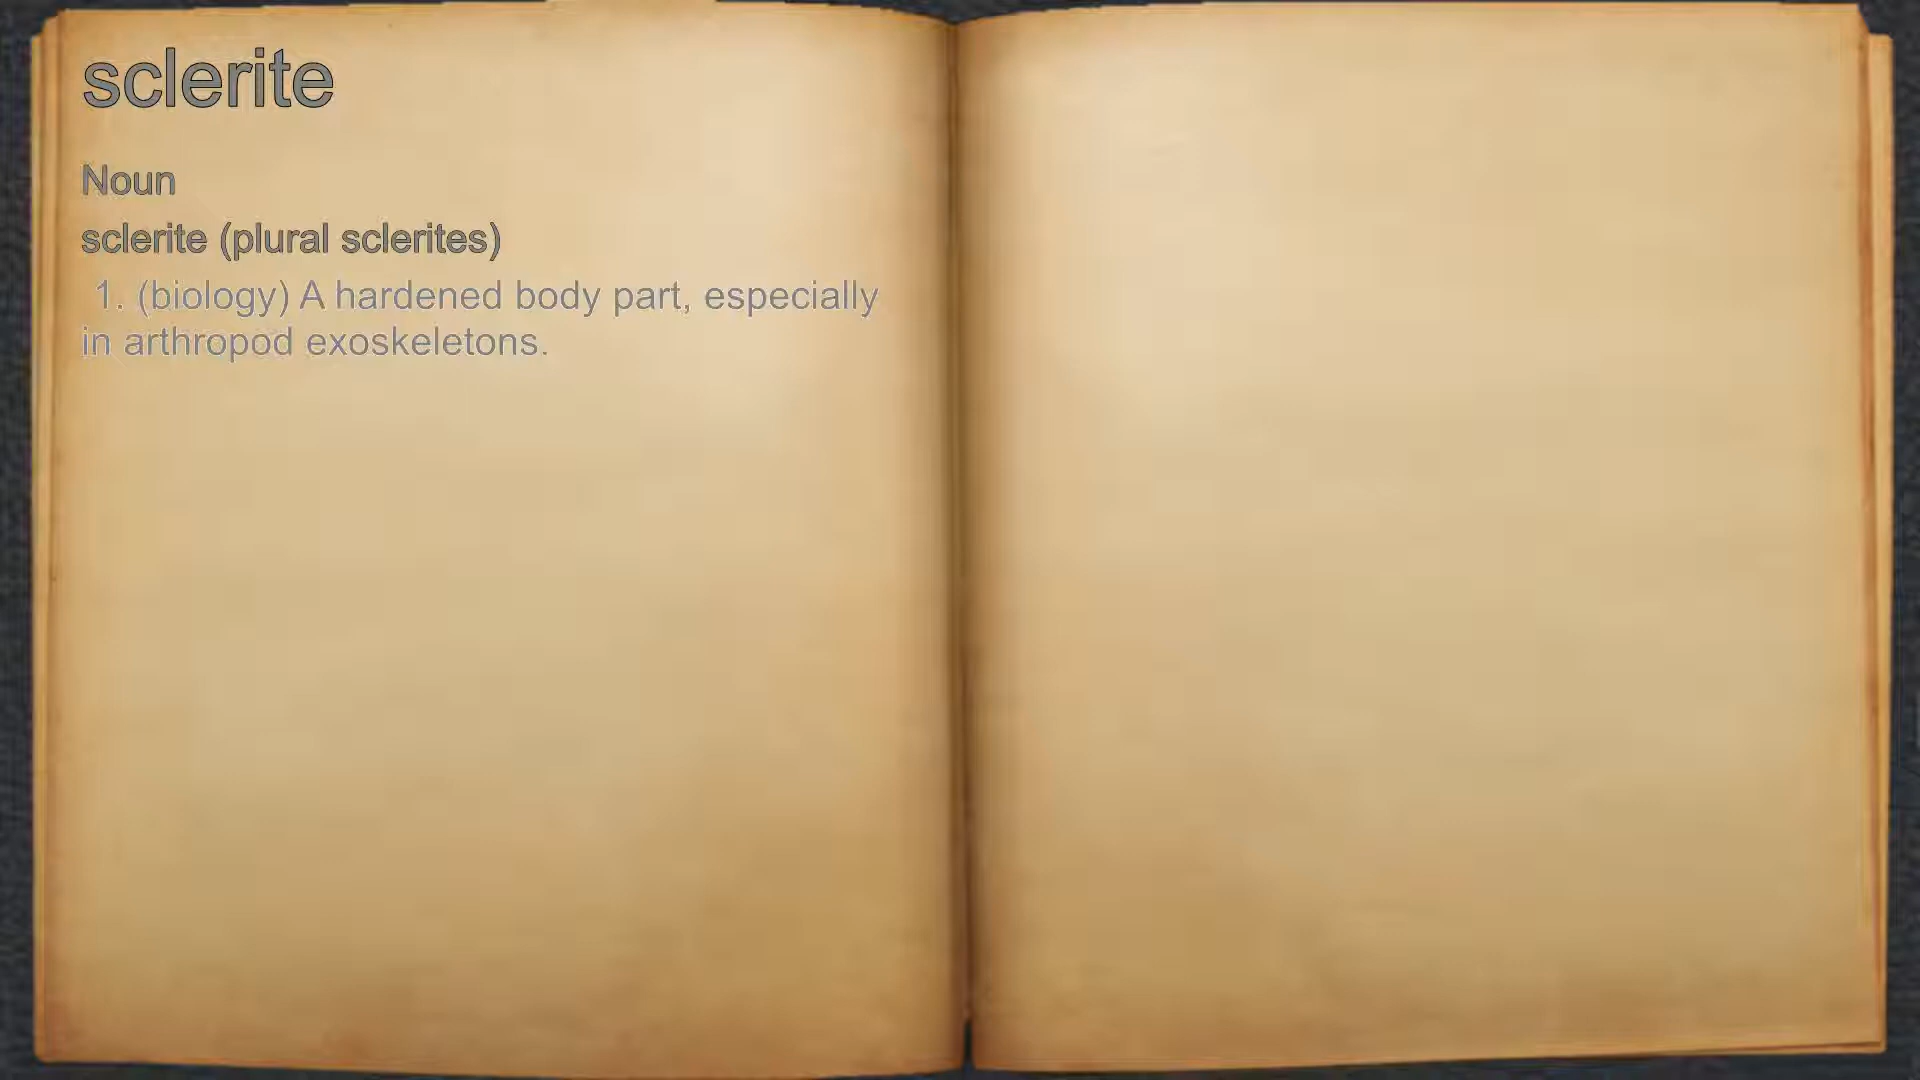 sclerite
Noun
sclerite (plural sclerites)
1. (biology) A hardened body part, especially
in arthropod exoskeletons.